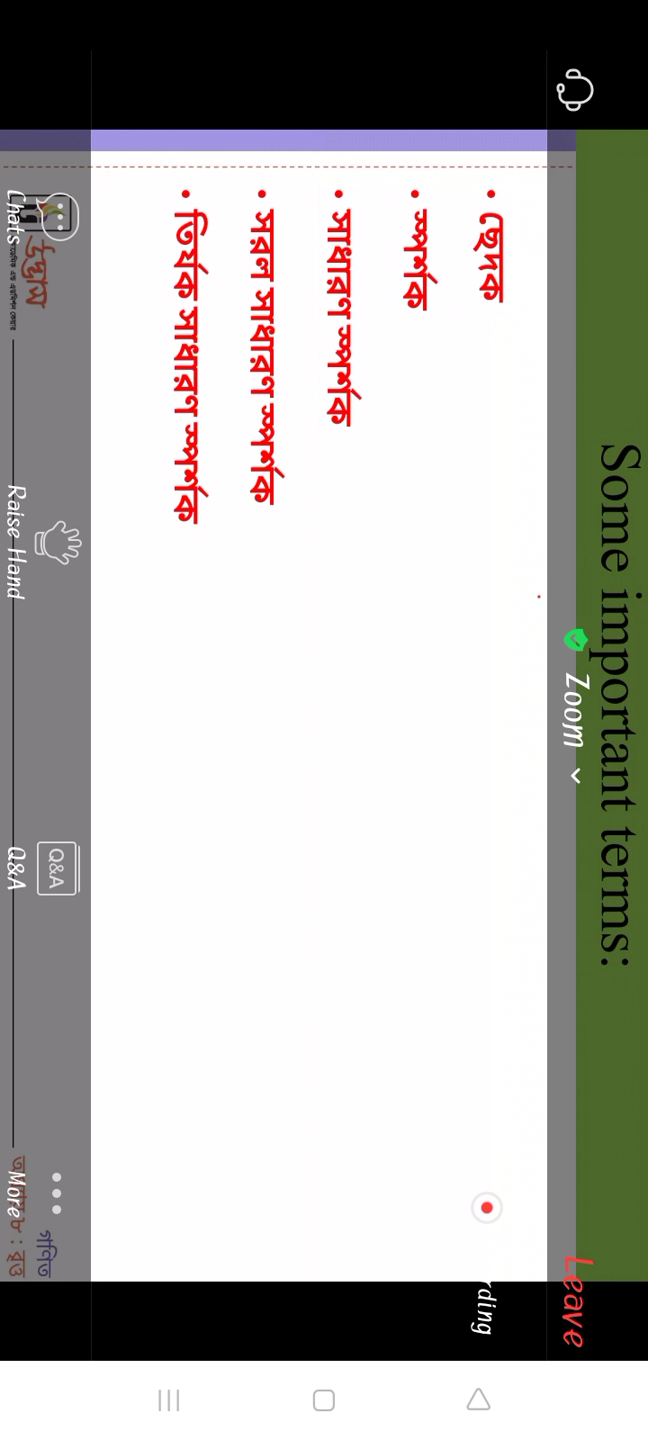 Some important terms:
Zoom
Leave
• ছেদক
• স্পর্শক
• সাধারণ স্পর্শক
• সরল সাধারণ স্পর্শক
• তির্যক সাধারণ স্পর্শক
rding
উদ্ভাস
Chats
Raise Hand
Q&A
Q&A
More
গণিত
: বৃত্ত